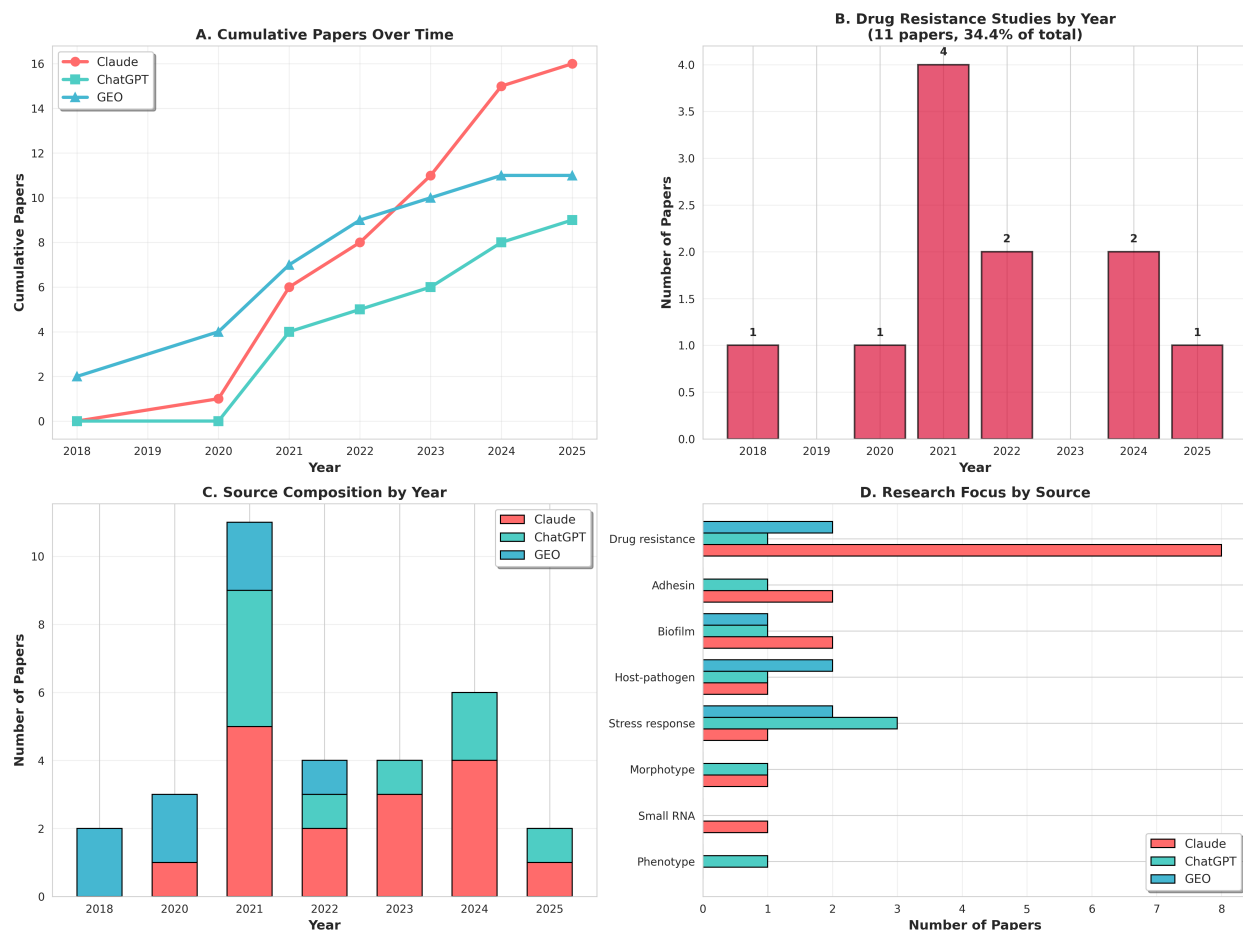 A. Cumulative Papers Over Time
Claude
ChatGPT
GEO
16
14
12
10
8
6
4
2
0
Cumulative Papers
2018 2019 2020 2021 2022 2023 2024 2025
Year
B. Drug Resistance Studies by Year
(11 papers, 34.4% of total)
4.0
3.5
3.0
2.5
2.0
1.5
1.0
0.5
0.0
Number of Papers
1 1 4 2 2 1
2018 2019 2020 2021 2022 2023 2024 2025
Year
C. Source Composition by Year
Claude
ChatGPT
GEO
10
8
6
4
2
0
Number of Papers
2018 2020 2021 2022 2023 2024 2025
Year
D. Research Focus by Source
Drug resistance
Adhesin
Biofilm
Host-pathogen
Stress response
Morphotype
Small RNA
Phenotype
Claude
ChatGPT
GEO
0 1 2 3 4 5 6 7 8
Number of Papers